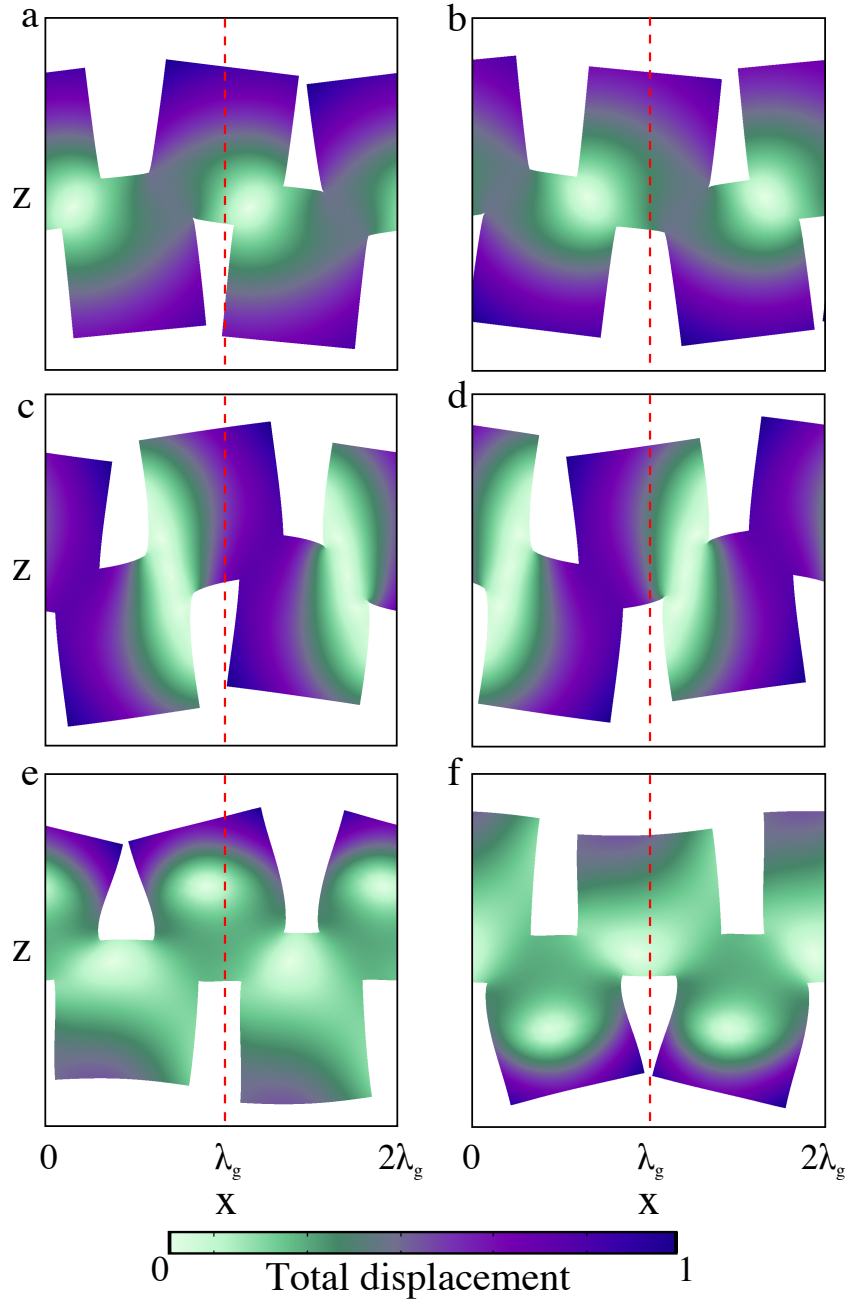 a b
z
c d
z
e f
z
0 λg 2λg 0 λg 2λg
x x
0 Total displacement 1